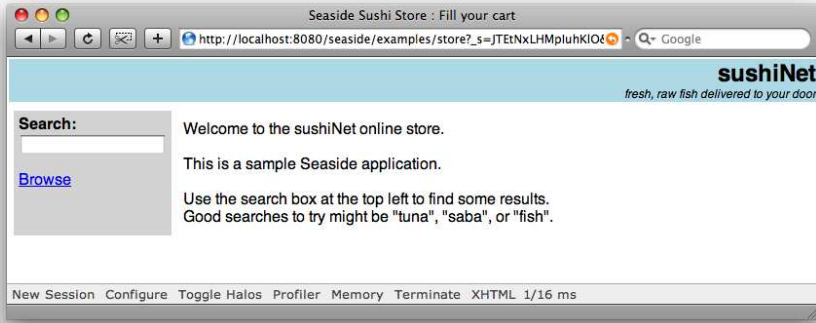 Seaside Sushi Store : Fill your cart
http://localhost:8080/seaside/examples/store?_s=JTEtNxLHMpIuhKlO& Google
sushiNet
fresh, raw fish delivered to your door
Search:
Welcome to the sushiNet online store.
This is a sample Seaside application.
Browse
Use the search box at the top left to find some results.
Good searches to try might be "tuna", "saba", or "fish".
New Session Configure Toggle Halos Profiler Memory Terminate XHTML 1/16 ms